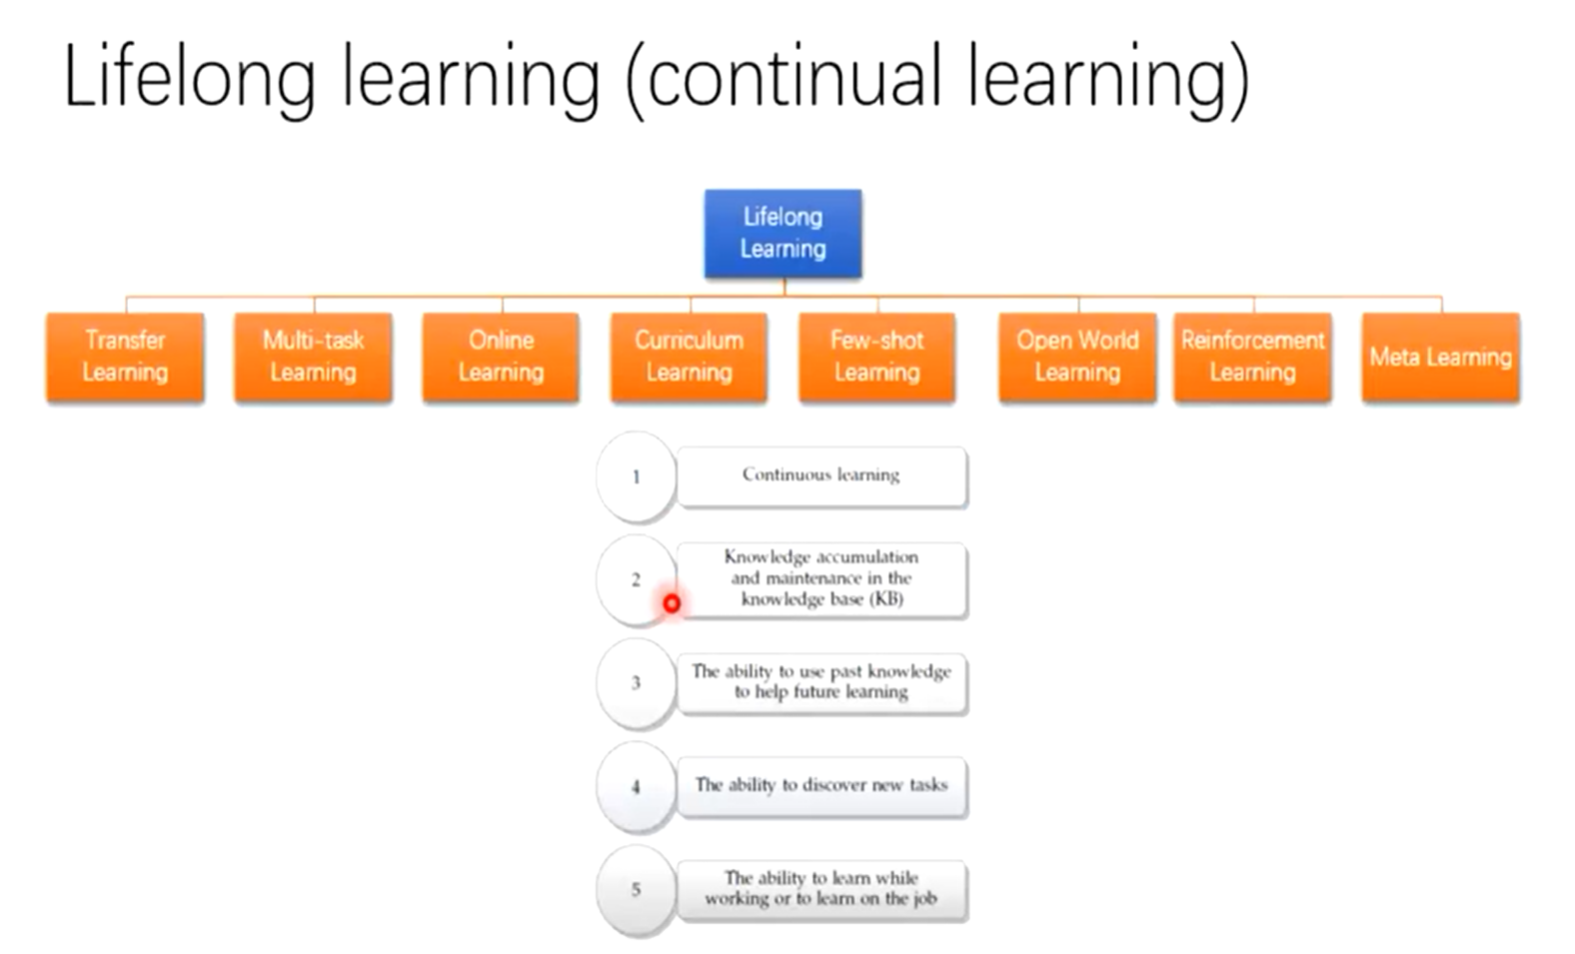 Lifelong learning (continual learning)
Lifelong
Learning
Transfer
Learning
Multi-task
Learning
Online
Learning
Curriculum
Learning
Few-shot
Learning
Open World
Learning
Reinforcement
Learning
Meta Learning
1
Continuous learning
2
Knowledge accumulation
and maintenance in the
knowledge base (KB)
3
The ability to use past knowledge
to help future learning
4
The ability to discover new tasks
5
The ability to learn while
working or to learn on the job